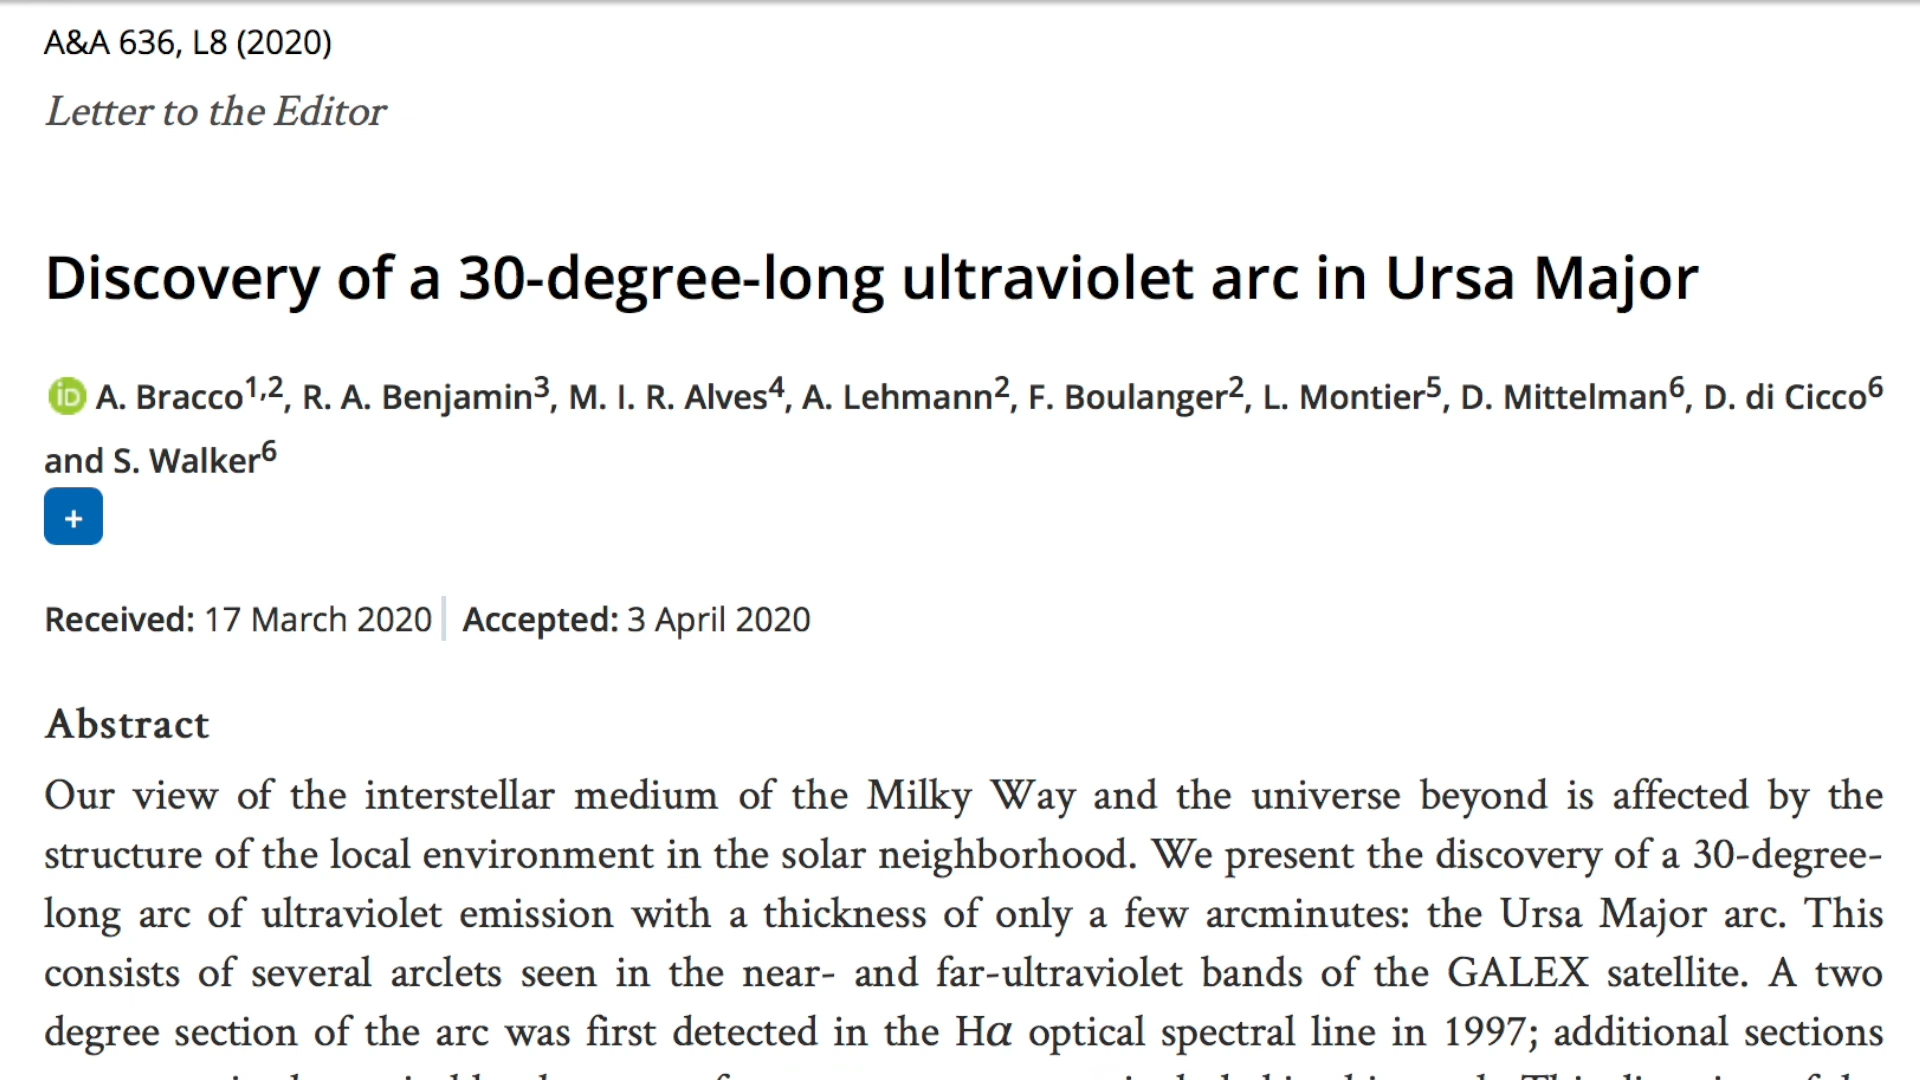 A&A 636, L8 (2020)
Letter to the Editor
Discovery of a 30-degree-long ultraviolet arc in Ursa Major
iD A. Bracco1,2, R. A. Benjamin3, M. I. R. Alves4, A. Lehmann2, F. Boulanger2, L. Montier5, D. Mittelman6, D. di Cicco6
and S. Walker6
+
Received: 17 March 2020 Accepted: 3 April 2020
Abstract
Our view of the interstellar medium of the Milky Way and the universe beyond is affected by the
structure of the local environment in the solar neighborhood. We present the discovery of a 30-degree-
long arc of ultraviolet emission with a thickness of only a few arcminutes: the Ursa Major arc. This
consists of several arclets seen in the near- and far-ultraviolet bands of the GALEX satellite. A two
degree section of the arc was first detected in the Hα optical spectral line in 1997; additional sections